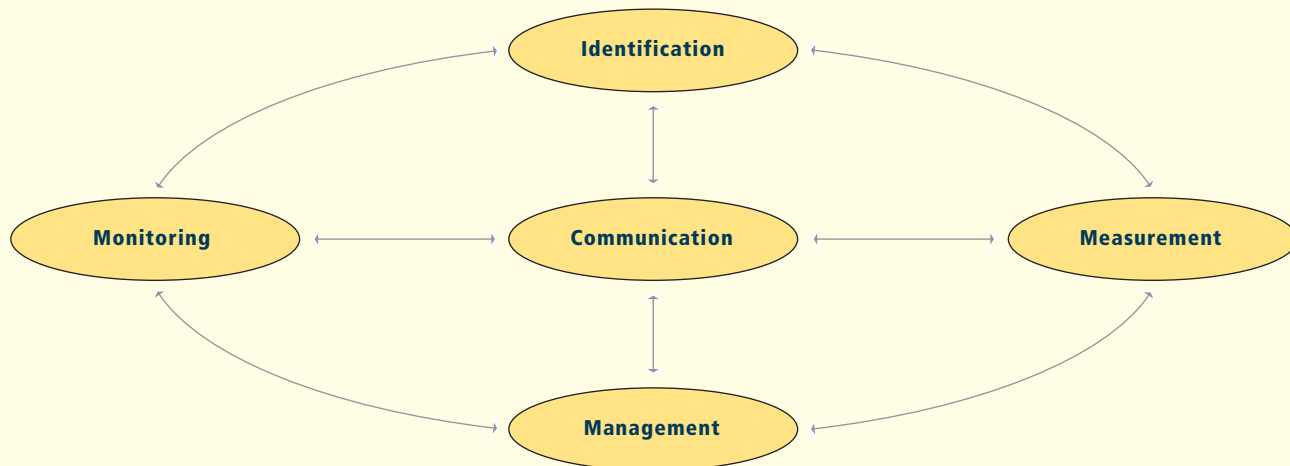 Identification
Monitoring
Communication
Measurement
Management